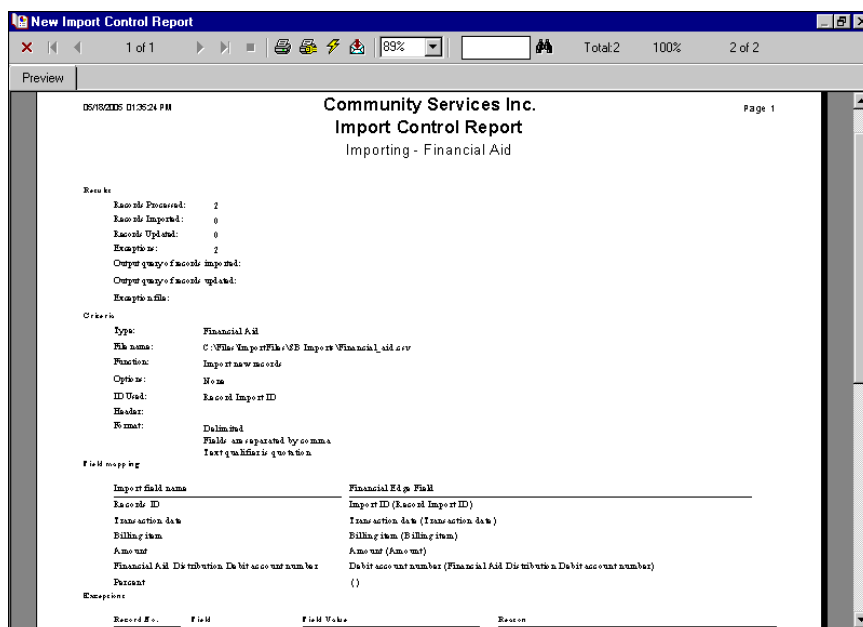 New Import Control Report
1 of 1 89% Total:2 100% 2 of 2
Preview
05/18/2005 01:35:24 PM Community Services Inc. Page 1
Import Control Report
Importing - Financial Aid
Results
Records Processed: 2
Records Imported: 0
Records Updated: 0
Exceptions: 2
Output query of records imported:
Output query of records updated:
Exception file:
Criteria
Type: Financial Aid
File name: C:\Files\ImportFiles\SB Imports\Financial_aid.csv
Function: Import new records
Options: None
ID Used: Record Import ID
Header:
Format: Delimited
Fields are separated by comma
Text qualifier is quotation
Field mapping
Import field name Financial Edge Field
Records ID Import ID (Record Import ID)
Transaction date Transaction date (Transaction date)
Billing item Billing item (Billing item)
Amount Amount (Amount)
Financial Aid Distribution Debit account number Debit account number (Financial Aid Distribution Debit account number)
Percent ()
Exceptions
Record No. Field Field Value Reason